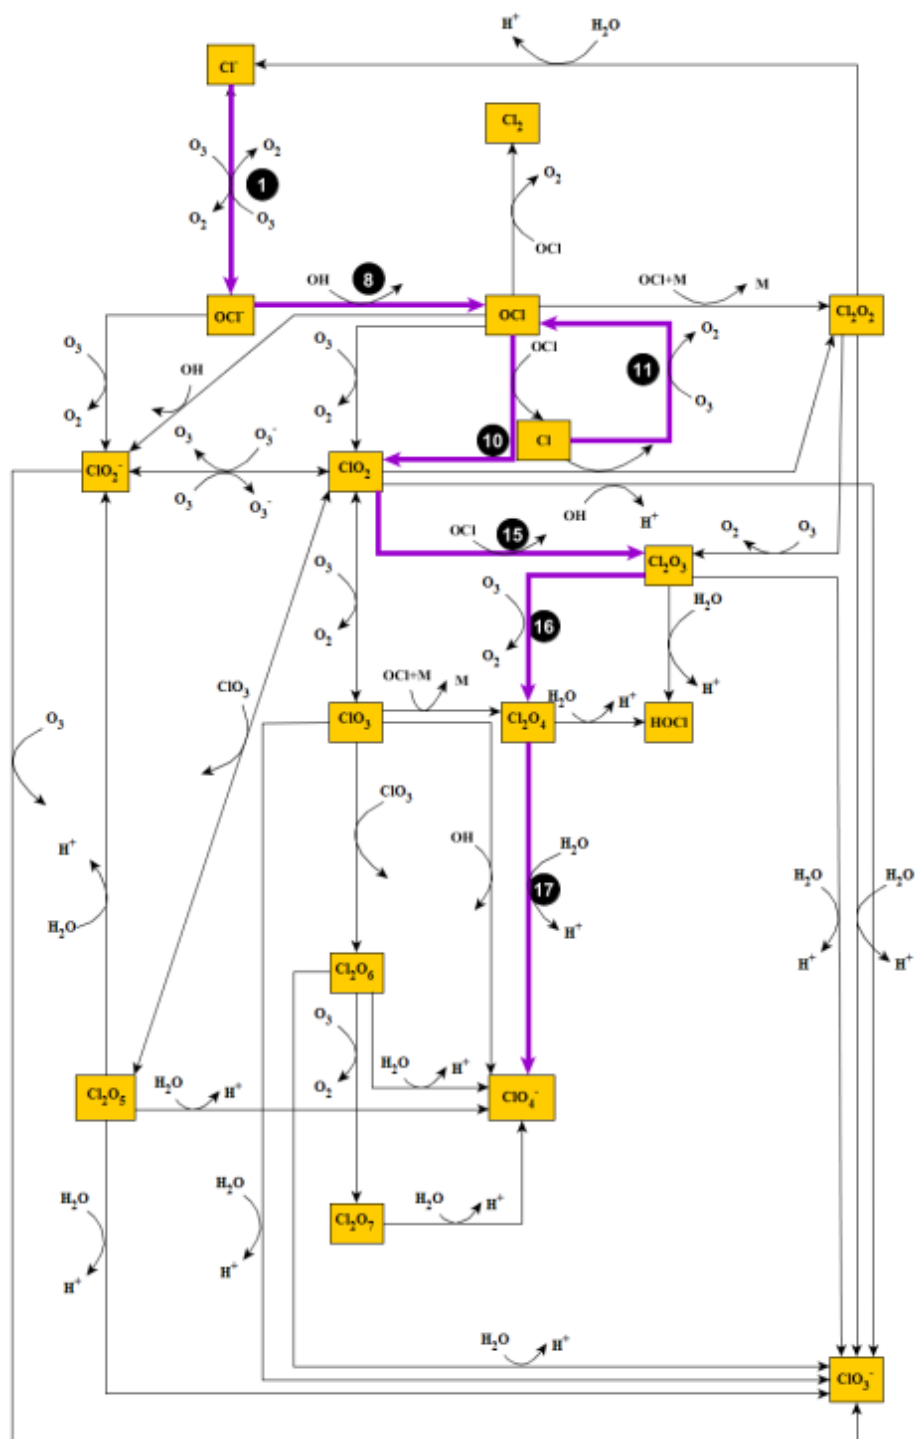 H⁺ H₂O
Cl⁻
Cl₂
O₃ O₂
1
O₂ O₃
O₂
OCl
OH 8
OCl+M M
OCl⁻ OCl Cl₂O₂
O₃ O₂
OH
O₃ O₂
OCl
11
O₂ O₃
10 Cl
O₃ O₃⁻
ClO₂⁻ ClO₂
O₃ O₃⁻
OH H⁺
OCl 15
O₂ O₃
Cl₂O₃
O₃ O₂
O₃ 16 O₂
H₂O H⁺
ClO₃
OCl+M M
H₂O H⁺
ClO₃ Cl₂O₄ HOCl
O₃
ClO₃
OH
H₂O
17
H⁺
H⁺
H₂O
H₂O H⁺
H₂O H⁺
Cl₂O₆
O₃ O₂
H₂O H⁺
Cl₂O₅
H₂O H⁺
ClO₄⁻
H₂O H⁺
H₂O H⁺
Cl₂O₇
H₂O H⁺
H₂O H⁺
ClO₃⁻